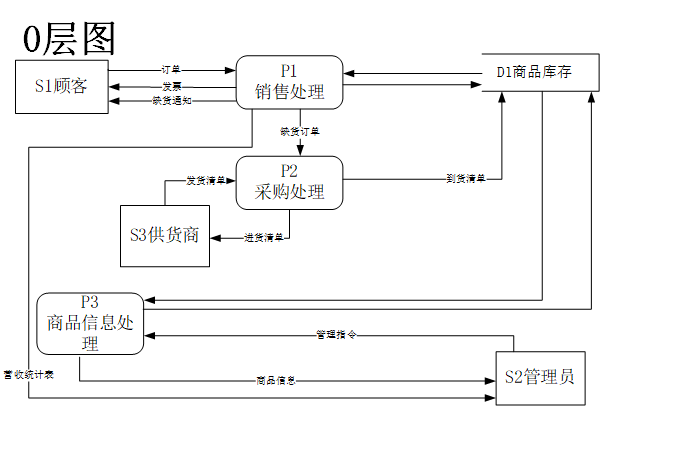 0层图
S1顾客
订单
发票
缺货通知
P1
销售处理
D1商品库存
缺货订单
P2
采购处理
发货清单
到货清单
S3供货商
进货清单
P3
商品信息处
理
管理指令
营收统计表
商品信息
S2管理员